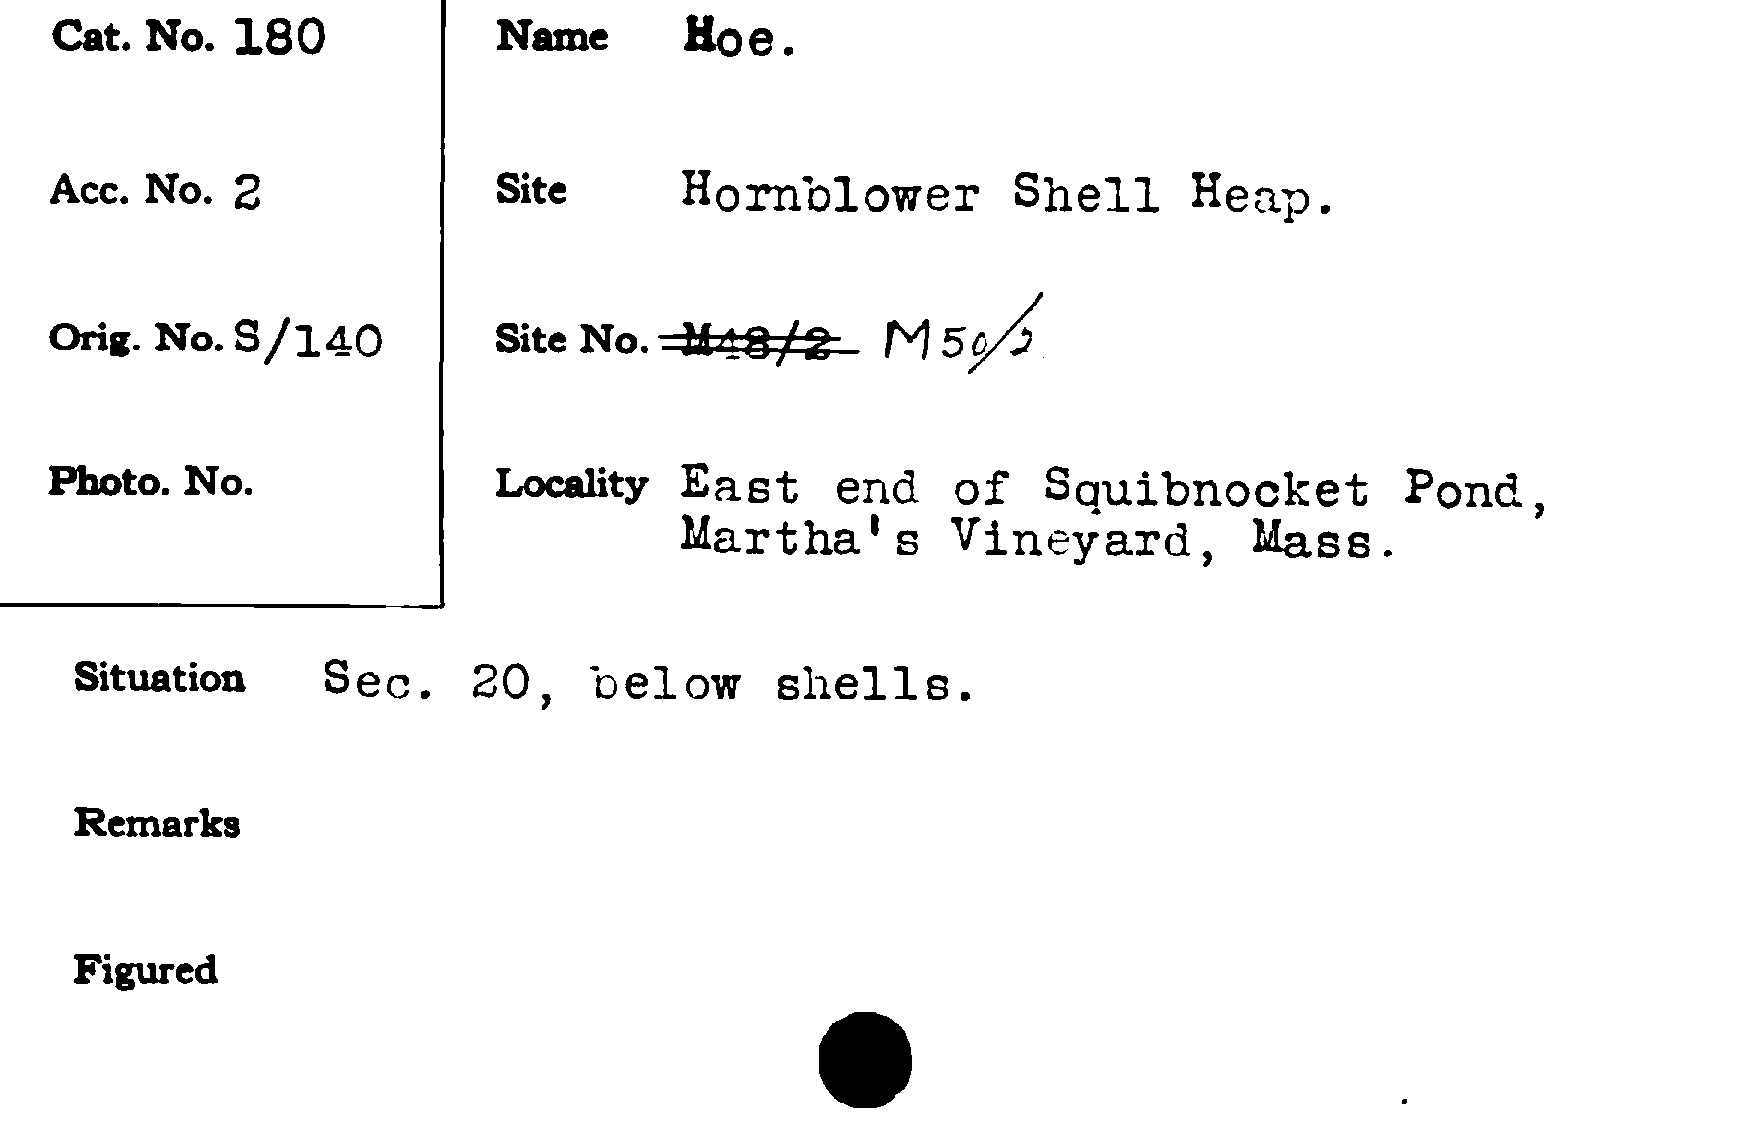 Cat. No. 180
Name Hoe.
Acc. No. 2
Site Hornblower Shell Heap.
Orig. No. S/140
Site No. M48/2 M50/2
Photo. No.
Locality East end of Squibnocket Pond,
Martha's Vineyard, Mass.
Situation Sec. 20, below shells.
Remarks
Figured